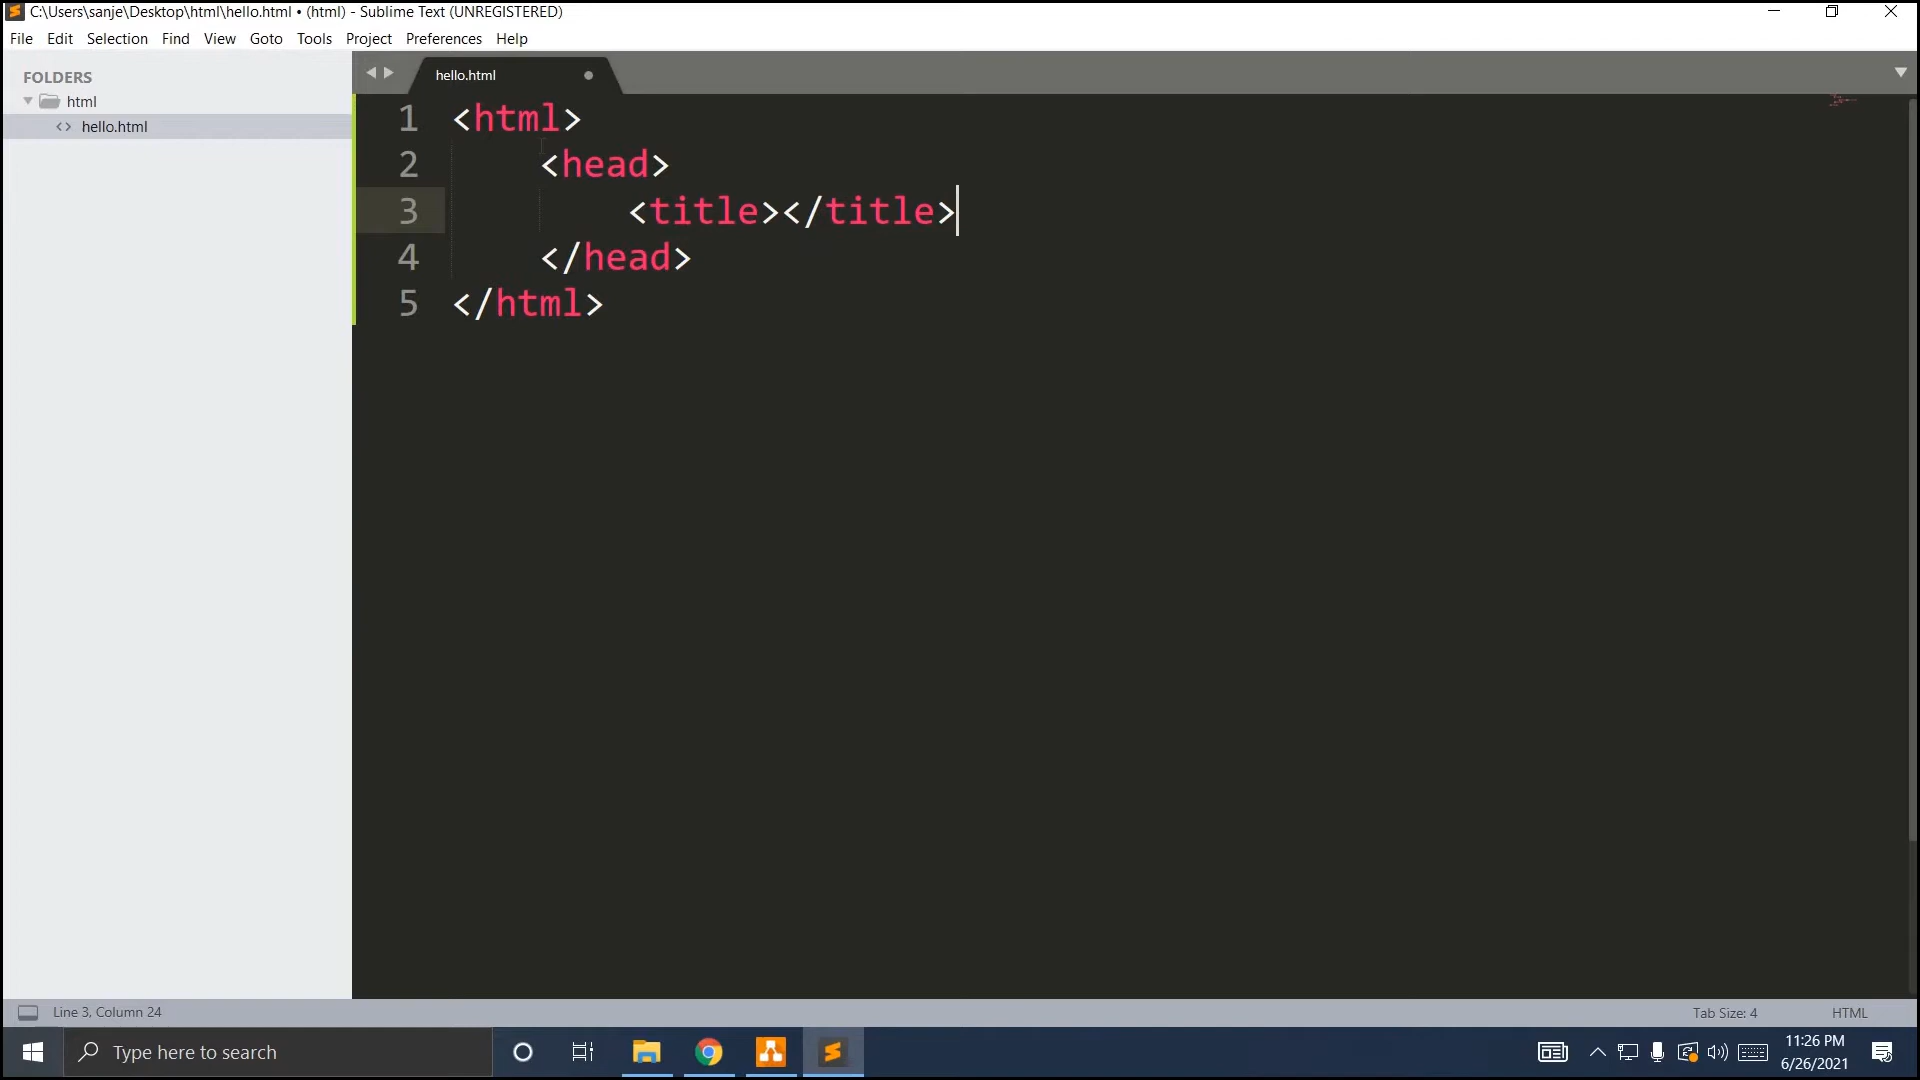 C:\Users\sanje\Desktop\html\hello.html • (html) - Sublime Text (UNREGISTERED)
File Edit Selection Find View Goto Tools Project Preferences Help
FOLDERS
html
<> hello.html
hello.html
1 <html>
2 <head>
3 <title></title>
4 </head>
5 </html>
Line 3, Column 24
Tab Size: 4
HTML
Type here to search
11:26 PM
6/26/2021